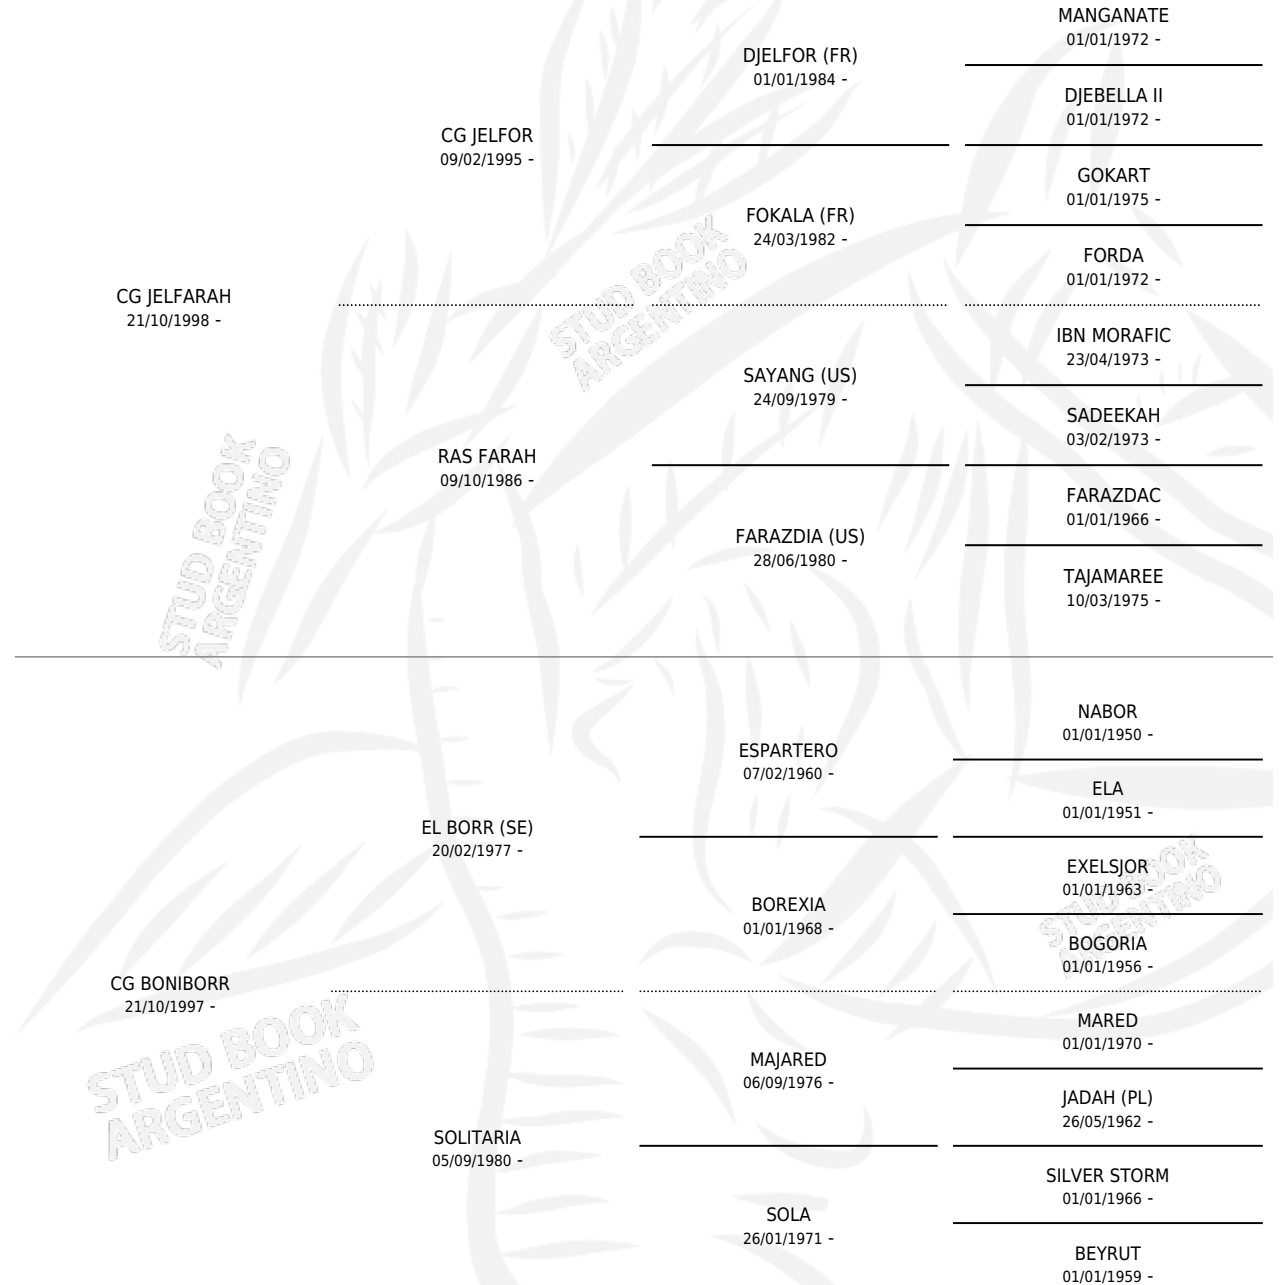 MANGANATE
01/01/1972 -
DJELFOR (FR)
01/01/1984 -
DJEBELLA II
01/01/1972 -
CG JELFOR
09/02/1995 -
GOKART
01/01/1975 -
FOKALA (FR)
24/03/1982 -
FORDA
01/01/1972 -
CG JELFARAH
21/10/1998 -
STUD BOOK
ARGENTINO
IBN MORAFIC
23/04/1973 -
SAYANG (US)
24/09/1979 -
SADEEKAH
03/02/1973 -
RAS FARAH
09/10/1986 -
FARAZDAC
01/01/1966 -
FARAZDIA (US)
28/06/1980 -
TAJAMAREE
10/03/1975 -
STUD BOOK
ARGENTINO
NABOR
01/01/1950 -
ESPARTERO
07/02/1960 -
ELA
01/01/1951 -
EL BORR (SE)
20/02/1977 -
EXELSJOR
01/01/1963 -
BOREXIA
01/01/1968 -
BOGORIA
01/01/1956 -
STUD BOOK
ARGENTINO
CG BONIBORR
21/10/1997 -
MARED
01/01/1970 -
MAJARED
06/09/1976 -
JADAH (PL)
26/05/1962 -
STUD BOOK
ARGENTINO
SOLITARIA
05/09/1980 -
SILVER STORM
01/01/1966 -
SOLA
26/01/1971 -
BEYRUT
01/01/1959 -